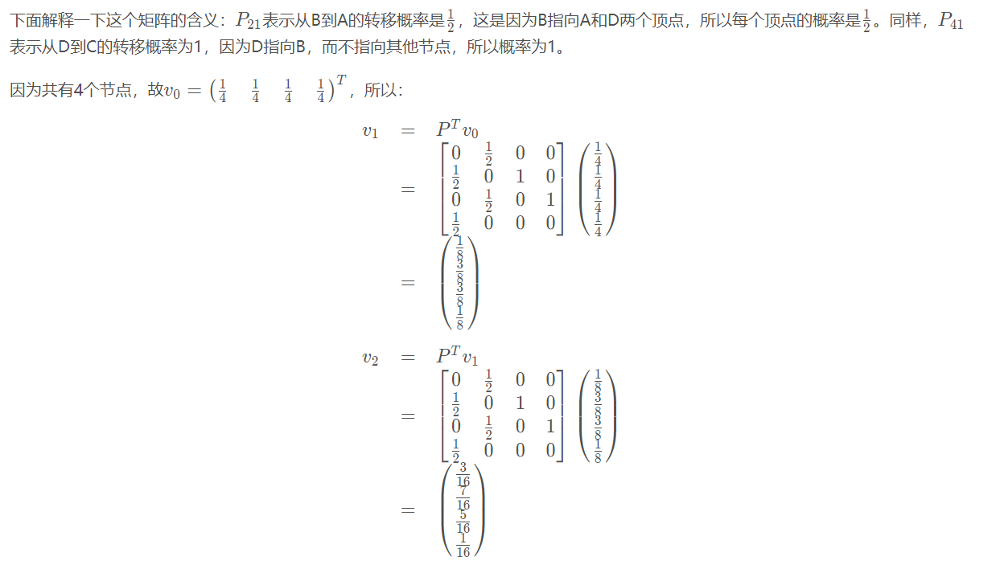 下面解释一下这个矩阵的含义：$P_{21}$表示从B到A的转移概率是$\frac{1}{2}$，这是因为B指向A和D两个顶点，所以每个顶点的概率是$\frac{1}{2}$。同样，$P_{41}$
表示从D到C的转移概率为1，因为D指向B，而不指向其他节点，所以概率为1。
因为共有4个节点，故$v_0 = \left(\frac{1}{4} \quad \frac{1}{4} \quad \frac{1}{4} \quad \frac{1}{4}\right)^T$，所以：
$v_1 = P^T v_0$
$= \begin{bmatrix} 0 & \frac{1}{2} & 0 & 0 \\ \frac{1}{2} & 0 & 1 & 0 \\ 0 & \frac{1}{2} & 0 & 1 \\ \frac{1}{2} & 0 & 0 & 0 \end{bmatrix} \begin{pmatrix} \frac{1}{4} \\ \frac{1}{4} \\ \frac{1}{4} \\ \frac{1}{4} \end{pmatrix}$
$= \begin{pmatrix} \frac{1}{8} \\ \frac{3}{8} \\ \frac{3}{8} \\ \frac{1}{8} \end{pmatrix}$
$v_2 = P^T v_1$
$= \begin{bmatrix} 0 & \frac{1}{2} & 0 & 0 \\ \frac{1}{2} & 0 & 1 & 0 \\ 0 & \frac{1}{2} & 0 & 1 \\ \frac{1}{2} & 0 & 0 & 0 \end{bmatrix} \begin{pmatrix} \frac{1}{8} \\ \frac{3}{8} \\ \frac{3}{8} \\ \frac{1}{8} \end{pmatrix}$
$= \begin{pmatrix} \frac{3}{16} \\ \frac{7}{16} \\ \frac{5}{16} \\ \frac{1}{16} \end{pmatrix}$